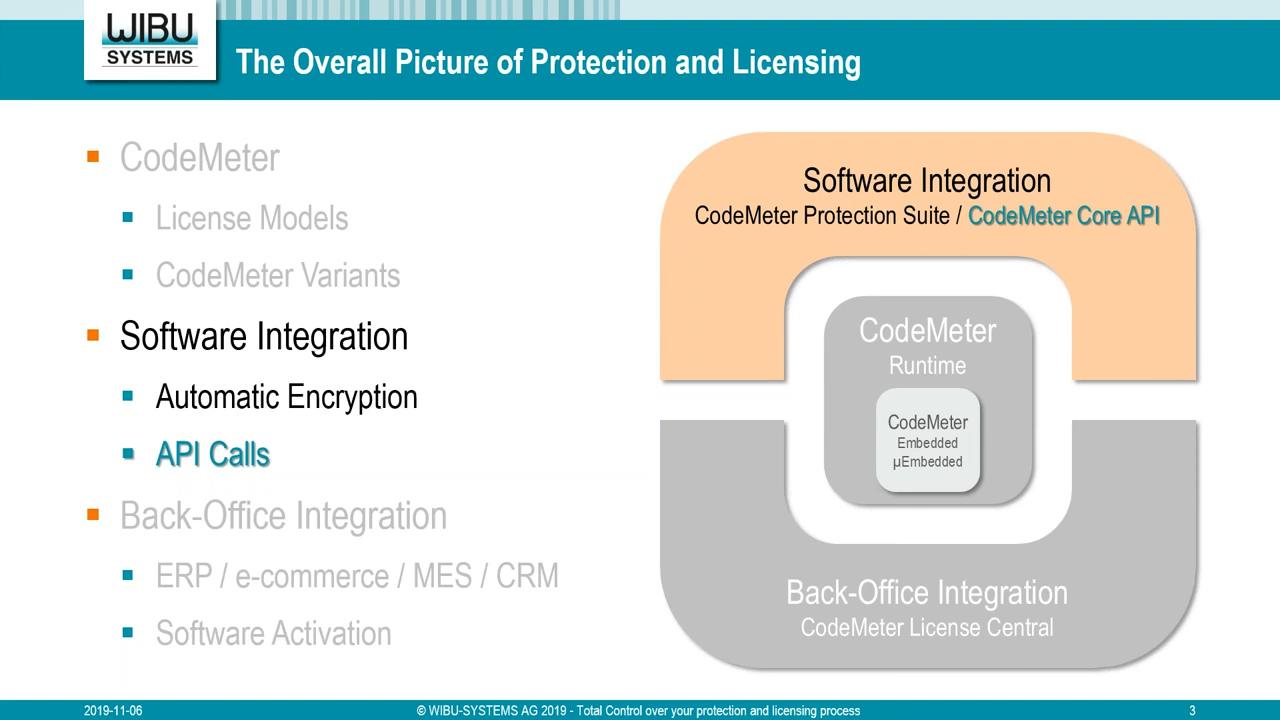 WIBU
SYSTEMS
The Overall Picture of Protection and Licensing
CodeMeter
License Models
CodeMeter Variants
Software Integration
Automatic Encryption
API Calls
Back-Office Integration
ERP / e-commerce / MES / CRM
Software Activation
Software Integration
CodeMeter Protection Suite / CodeMeter Core API
CodeMeter
Runtime
CodeMeter
Embedded
µEmbedded
Back-Office Integration
CodeMeter License Central
2019-11-06
© WIBU-SYSTEMS AG 2019 - Total Control over your protection and licensing process
3